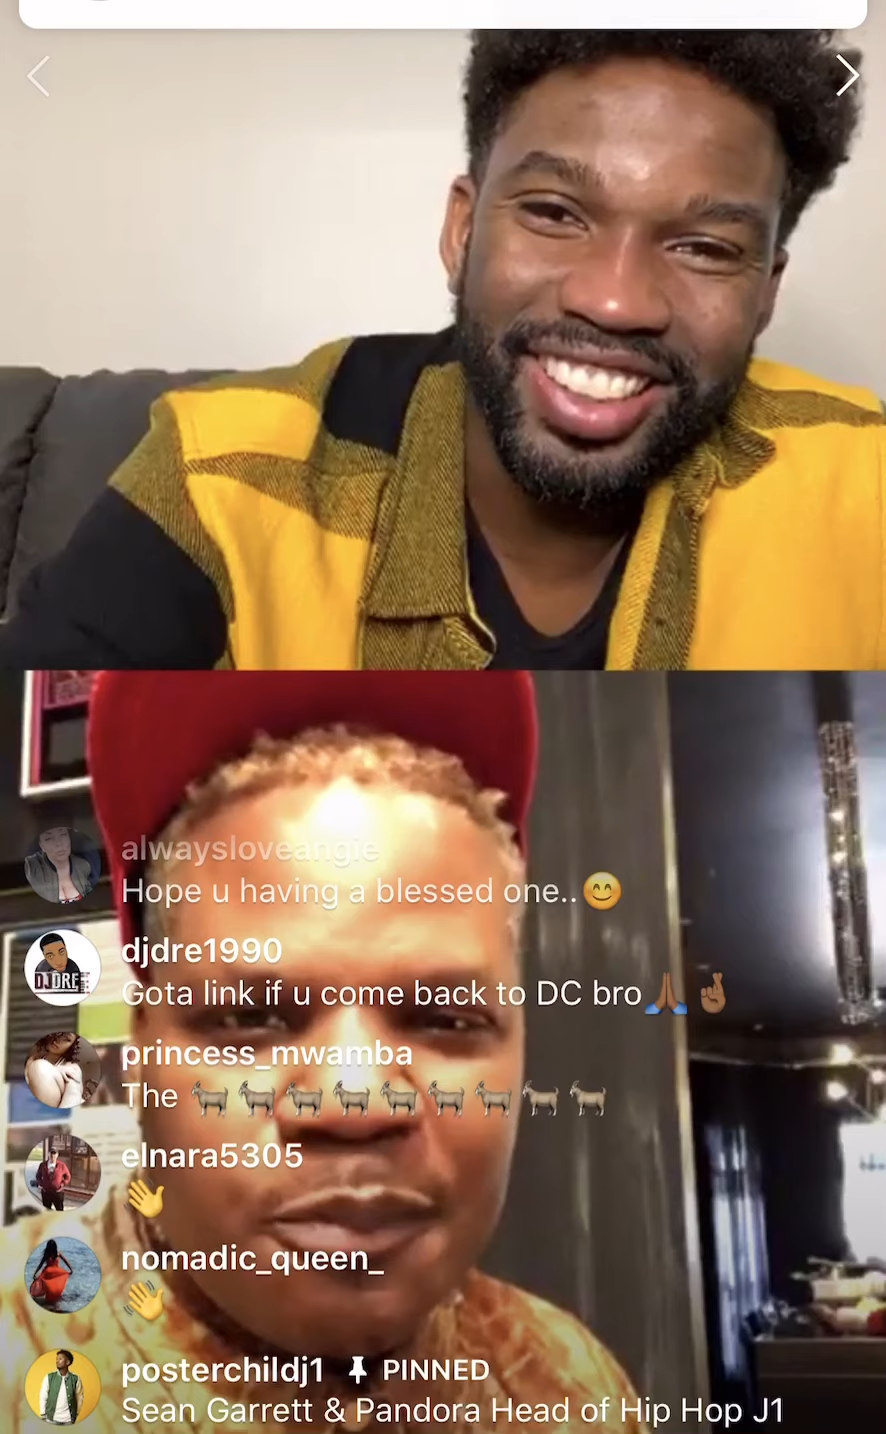 alwaysloveangie
Hope u having a blessed one..😊
djdre1990
DJDRE
Gota link if u come back to DC bro🙏🏾🤞🏾
princess_mwamba
The 🐐🐐🐐🐐🐐🐐🐐🐐🐐
elnara5305
👋
nomadic_queen_
👋
posterchildj1 📌 PINNED
Sean Garrett & Pandora Head of Hip Hop J1